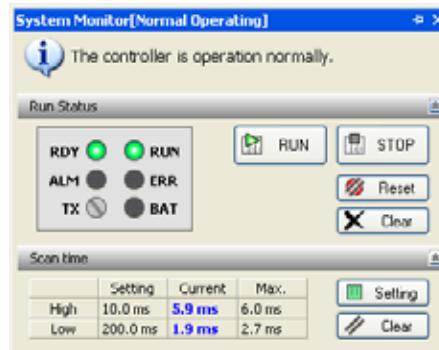 System Monitor[Normal Operating]
The controller is operation normally.
Run Status
RDY RUN RUN STOP
ALM ERR Reset
TX BAT Clear
Scan time
Setting Current Max. Setting
High 10.0 ms 5.9 ms 6.0 ms
Low 200.0 ms 1.9 ms 2.7 ms Clear